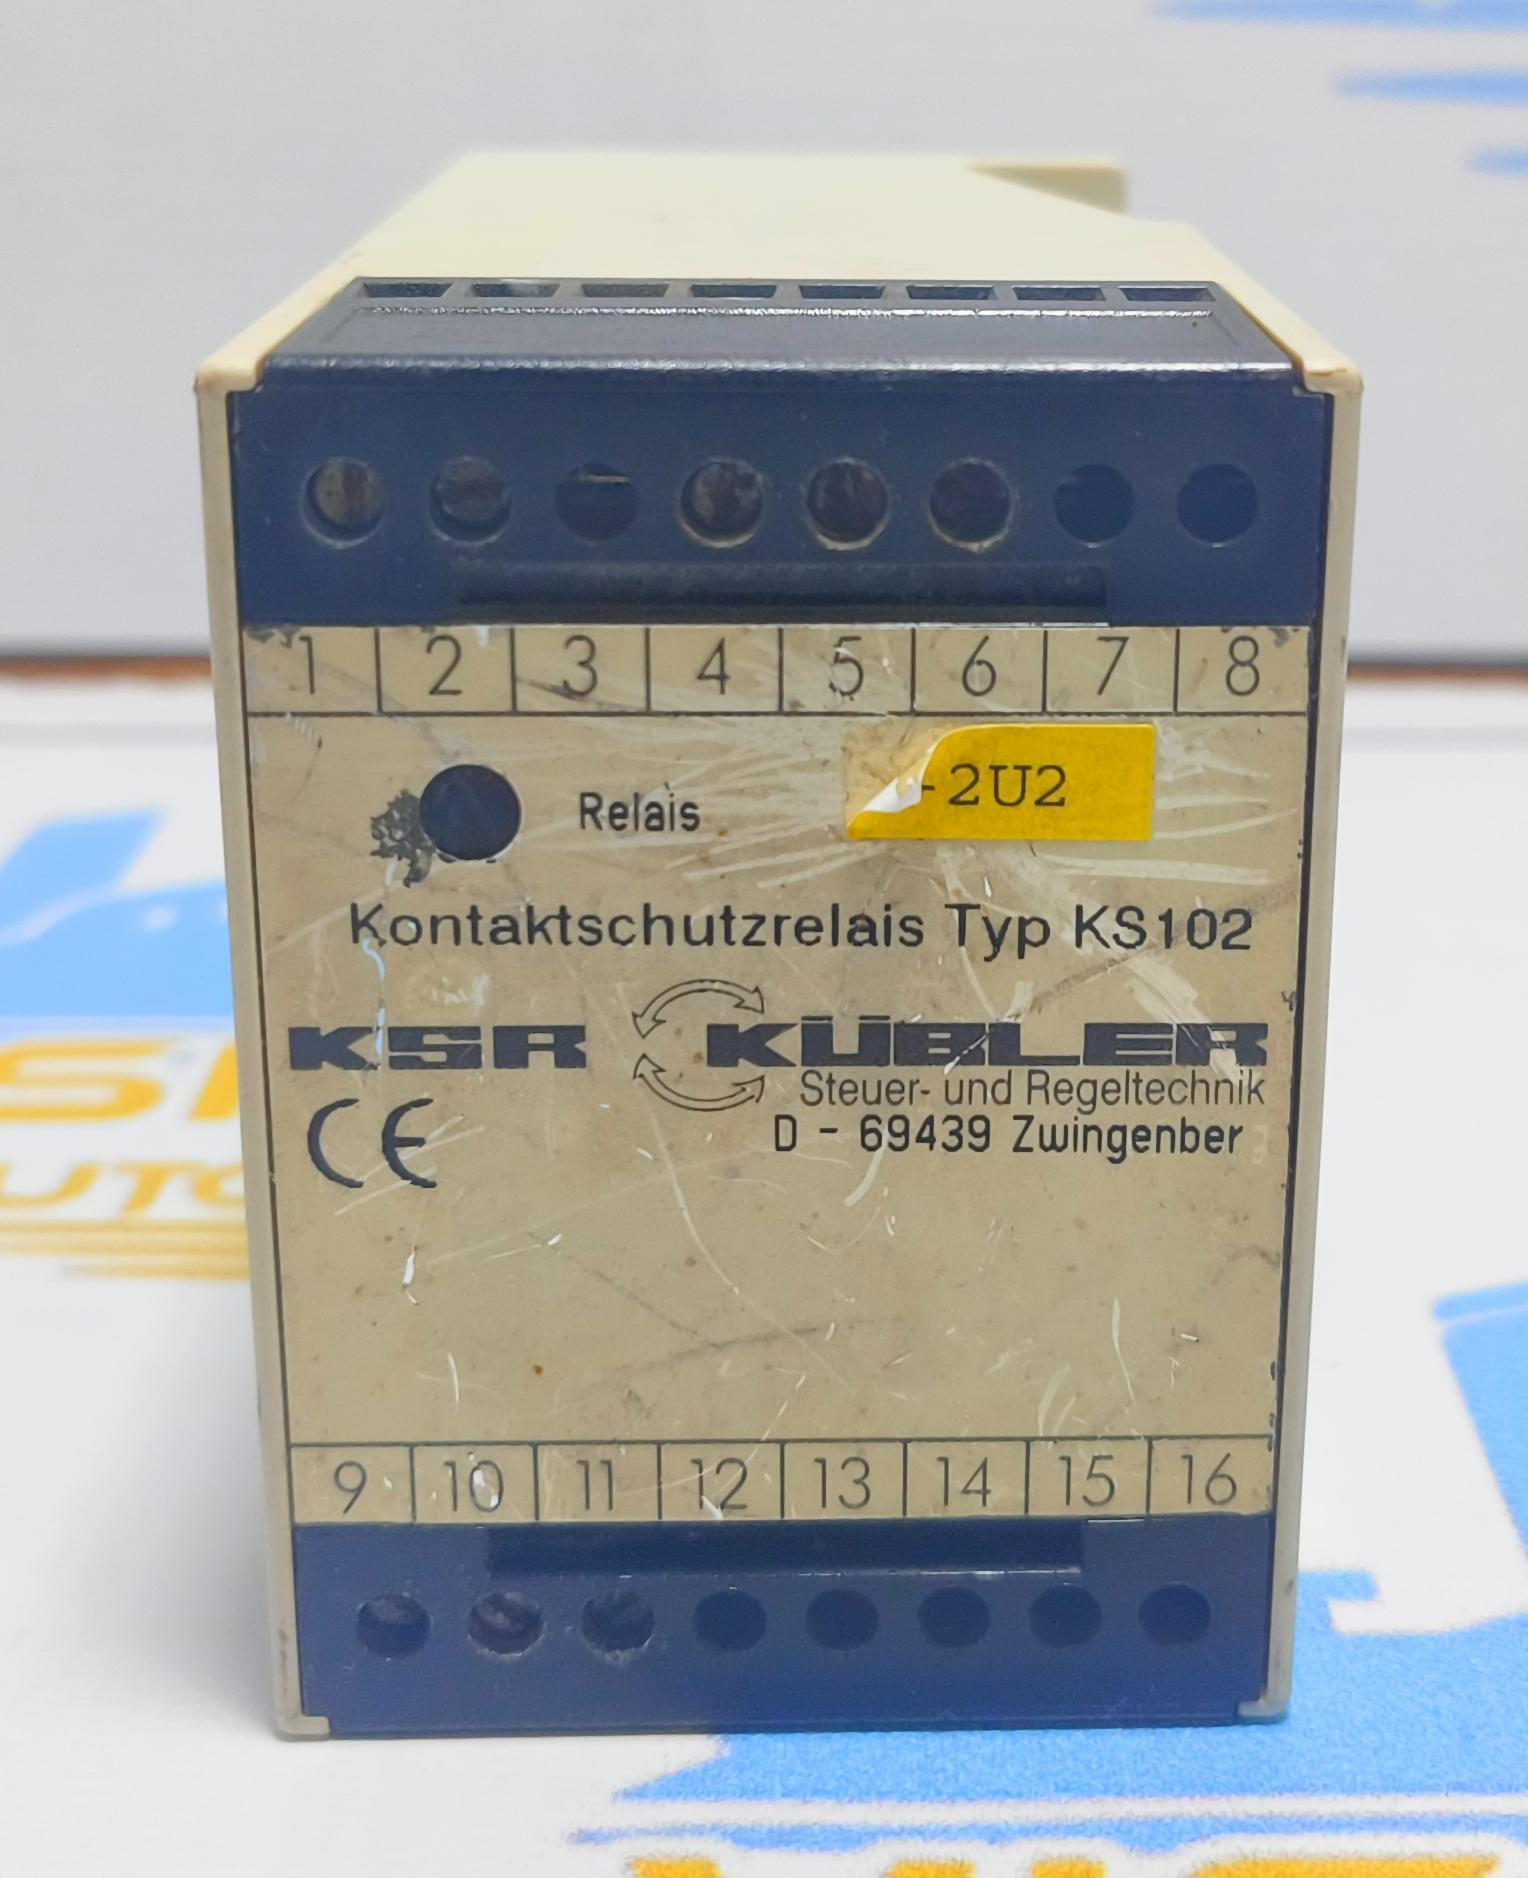 1 2 3 4 5 6 7 8
-2U2
Relais
Kontaktschutzrelais Typ KS102
KSR KÜBLER
Steuer- und Regeltechnik
CE
D - 69439 Zwingenber
9 10 11 12 13 14 15 16